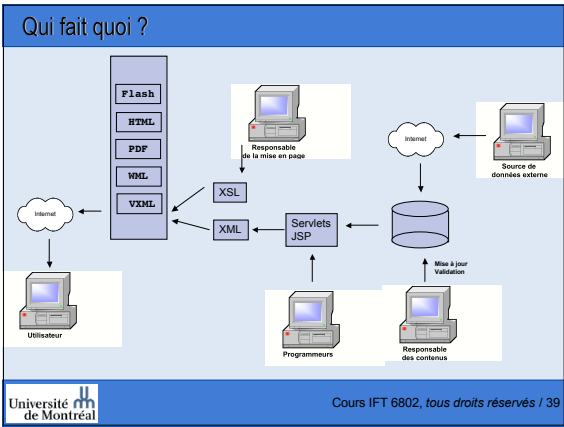 Qui fait quoi ?
Flash
HTML
PDF
WML
VXML
Responsable
de la mise en page
Internet
Source de
données externe
XSL
Internet
XML
Servlets
JSP
Mise à jour
Validation
Utilisateur
Programmeurs
Responsable
des contenus
Université
de Montréal
Cours IFT 6802, tous droits réservés / 39